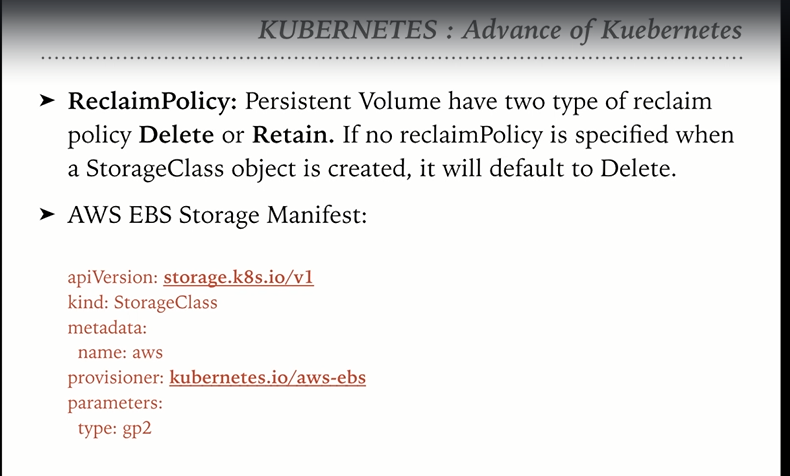 KUBERNETES : Advance of Kuebernetes
➤ ReclaimPolicy: Persistent Volume have two type of reclaim
policy Delete or Retain. If no reclaimPolicy is specified when
a StorageClass object is created, it will default to Delete.
➤ AWS EBS Storage Manifest:
apiVersion: storage.k8s.io/v1
kind: StorageClass
metadata:
  name: aws
provisioner: kubernetes.io/aws-ebs
parameters:
  type: gp2